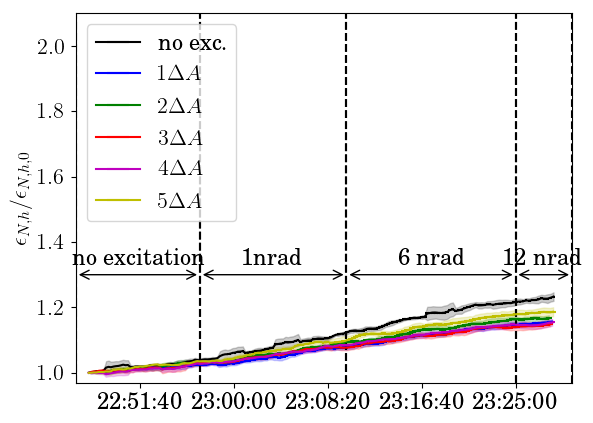 2.0
1.8
1.6
1.4
1.2
1.0
ϵ_{N,h}/ϵ_{N,h,0}
no exc.
1ΔA
2ΔA
3ΔA
4ΔA
5ΔA
no excitation
1nrad
6 nrad
12 nrad
22:51:40 23:00:00 23:08:20 23:16:40 23:25:00